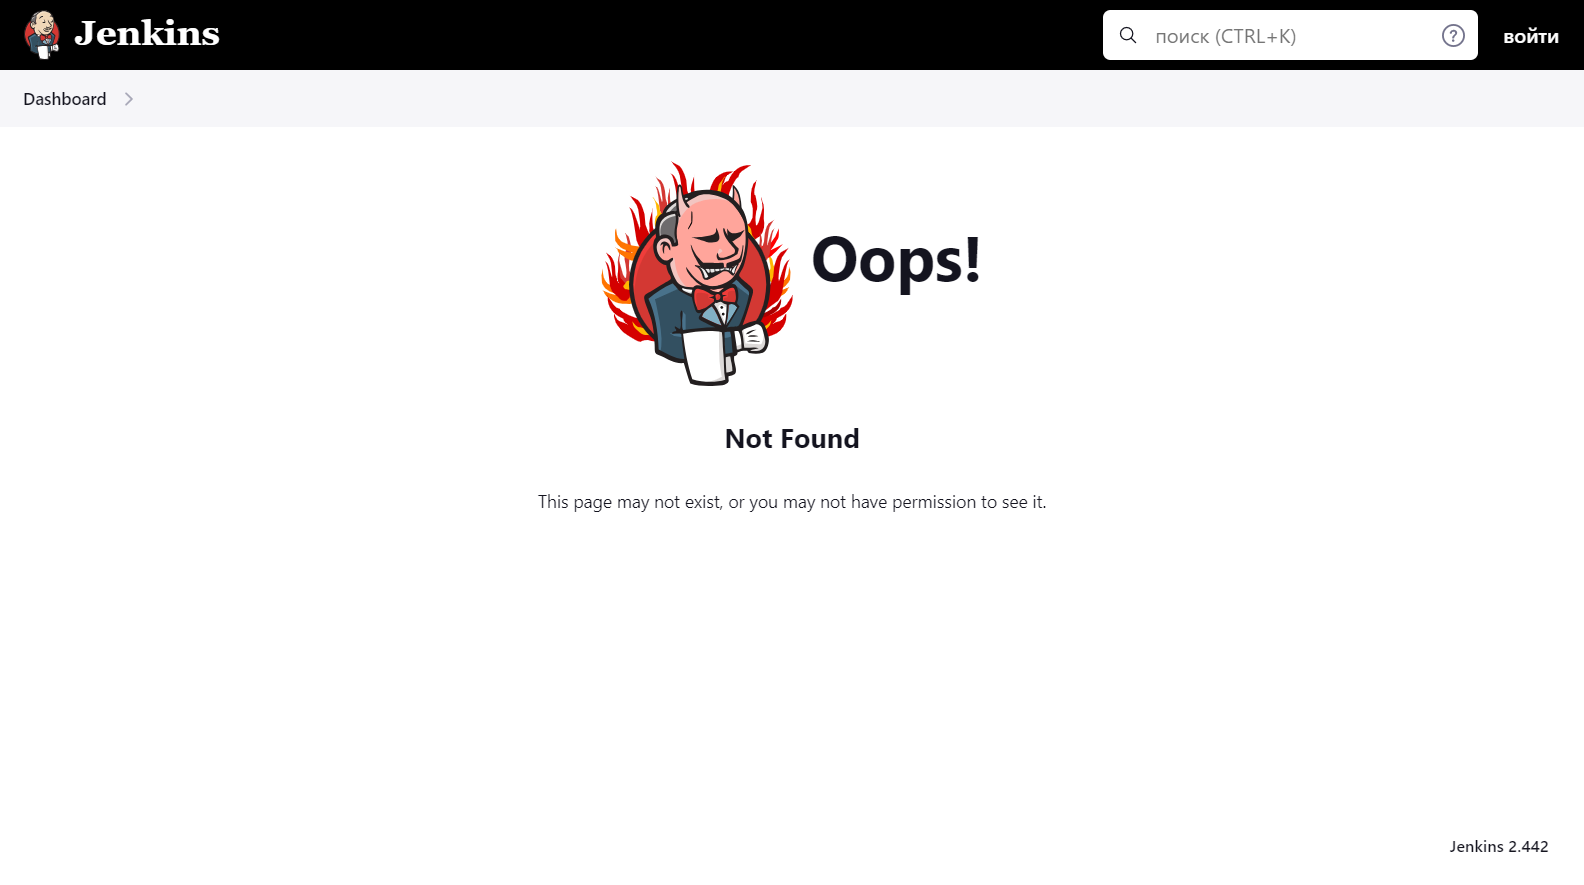 Jenkins
поиск (CTRL+K)
?
войти
Dashboard
Oops!
Not Found
This page may not exist, or you may not have permission to see it.
Jenkins 2.442